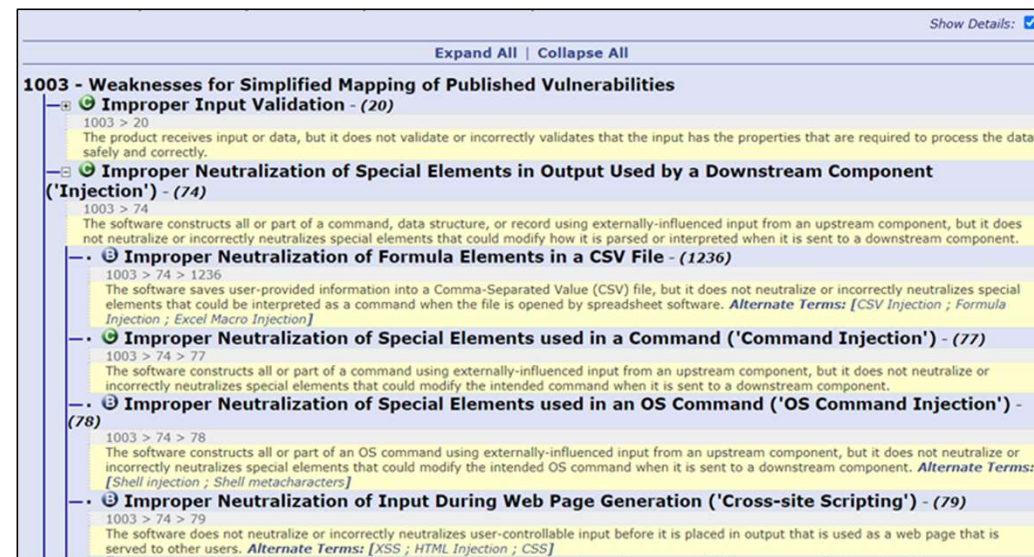 Show Details:
Expand All | Collapse All
1003 - Weaknesses for Simplified Mapping of Published Vulnerabilities
C Improper Input Validation - (20)
1003 > 20
The product receives input or data, but it does not validate or incorrectly validates that the input has the properties that are required to process the data
safely and correctly.
C Improper Neutralization of Special Elements in Output Used by a Downstream Component
('Injection') - (74)
1003 > 74
The software constructs all or part of a command, data structure, or record using externally-influenced input from an upstream component, but it does
not neutralize or incorrectly neutralizes special elements that could modify how it is parsed or interpreted when it is sent to a downstream component.
B Improper Neutralization of Formula Elements in a CSV File - (1236)
1003 > 74 > 1236
The software saves user-provided information into a Comma-Separated Value (CSV) file, but it does not neutralize or incorrectly neutralizes special
elements that could be interpreted as a command when the file is opened by spreadsheet software. Alternate Terms: [CSV Injection ; Formula
Injection ; Excel Macro Injection]
C Improper Neutralization of Special Elements used in a Command ('Command Injection') - (77)
1003 > 74 > 77
The software constructs all or part of a command using externally-influenced input from an upstream component, but it does not neutralize or
incorrectly neutralizes special elements that could modify the intended command when it is sent to a downstream component.
B Improper Neutralization of Special Elements used in an OS Command ('OS Command Injection') -
(78)
1003 > 74 > 78
The software constructs all or part of an OS command using externally-influenced input from an upstream component, but it does not neutralize or
incorrectly neutralizes special elements that could modify the intended OS command when it is sent to a downstream component. Alternate Terms:
[Shell injection ; Shell metacharacters]
B Improper Neutralization of Input During Web Page Generation ('Cross-site Scripting') - (79)
1003 > 74 > 79
The software does not neutralize or incorrectly neutralizes user-controllable input before it is placed in output that is used as a web page that is
served to other users. Alternate Terms: [XSS ; HTML Injection ; CSS]